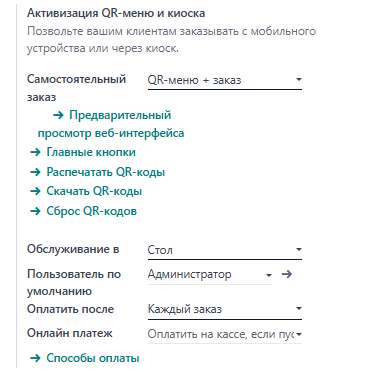 Активизация QR-меню и киоска
Позвольте вашим клиентам заказывать с мобильного
устройства или через киоск.
Самостоятельный заказ QR-меню + заказ
→ Предварительный
просмотр веб-интерфейса
→ Главные кнопки
→ Распечатать QR-коды
→ Скачать QR-коды
→ Сброс QR-кодов
Обслуживание в Стол
Пользователь по умолчанию Администратор →
Оплатить после Каждый заказ
Онлайн платеж Оплатить на кассе, если пус
→ Способы оплаты